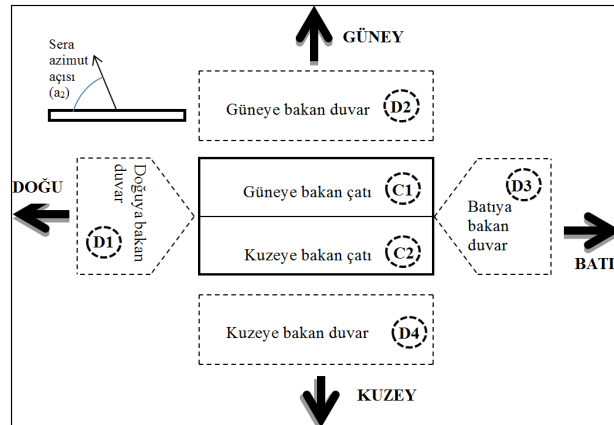 Sera
azimut
açısı
(a₂)
GÜNEY
Güneye bakan duvar D2
DOĞU
Doğuya bakan
duvar
D1
Güneye bakan çatı C1
Kuzeye bakan çatı C2
D3
Batıya
bakan
duvar
BATI
Kuzeye bakan duvar D4
KUZEY